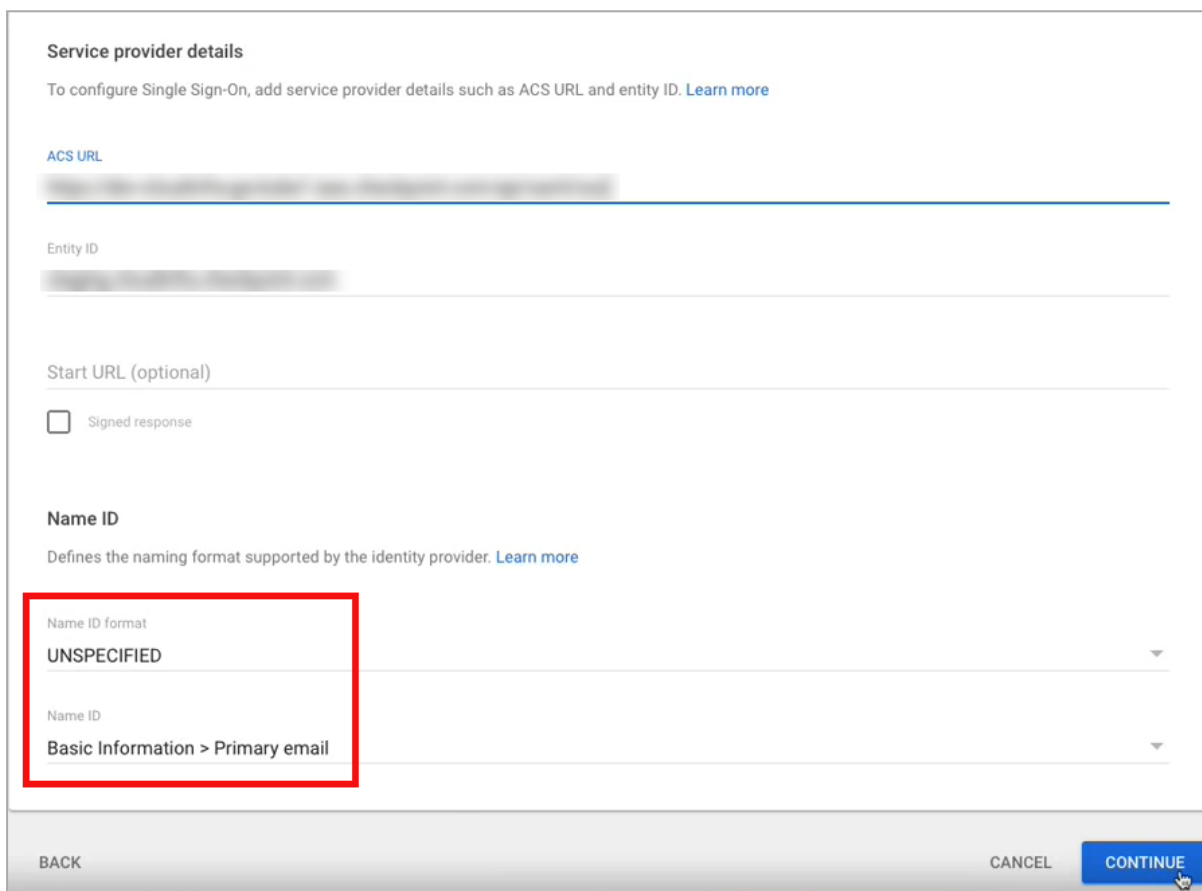 Service provider details
To configure Single Sign-On, add service provider details such as ACS URL and entity ID. Learn more
ACS URL
Entity ID
Start URL (optional)
Signed response
Name ID
Defines the naming format supported by the identity provider. Learn more
Name ID format
UNSPECIFIED
Name ID
Basic Information > Primary email
BACK CANCEL CONTINUE